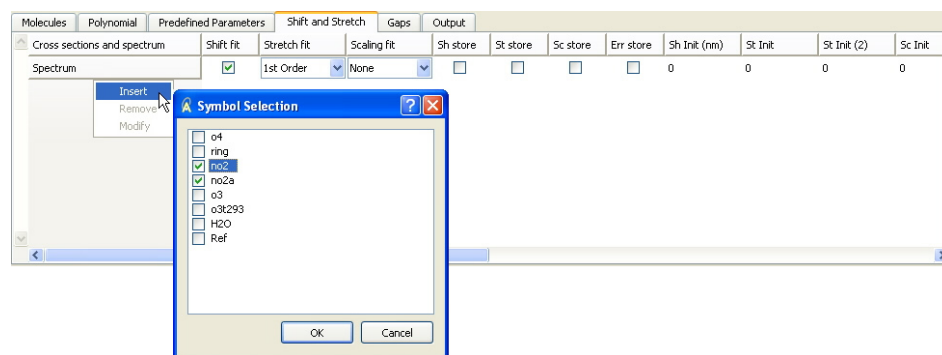 Molecules Polynomial Predefined Parameters Shift and Stretch Gaps Output
Cross sections and spectrum Shift fit Stretch fit Scaling fit Sh store St store Sc store Err store Sh Init (nm) St Init St Init (2) Sc Init
Spectrum 1st Order None 0 0 0 0
Insert
Remove
Modify
Symbol Selection
o4
ring
no2
no2a
o3
o3t293
H2O
Ref
OK Cancel